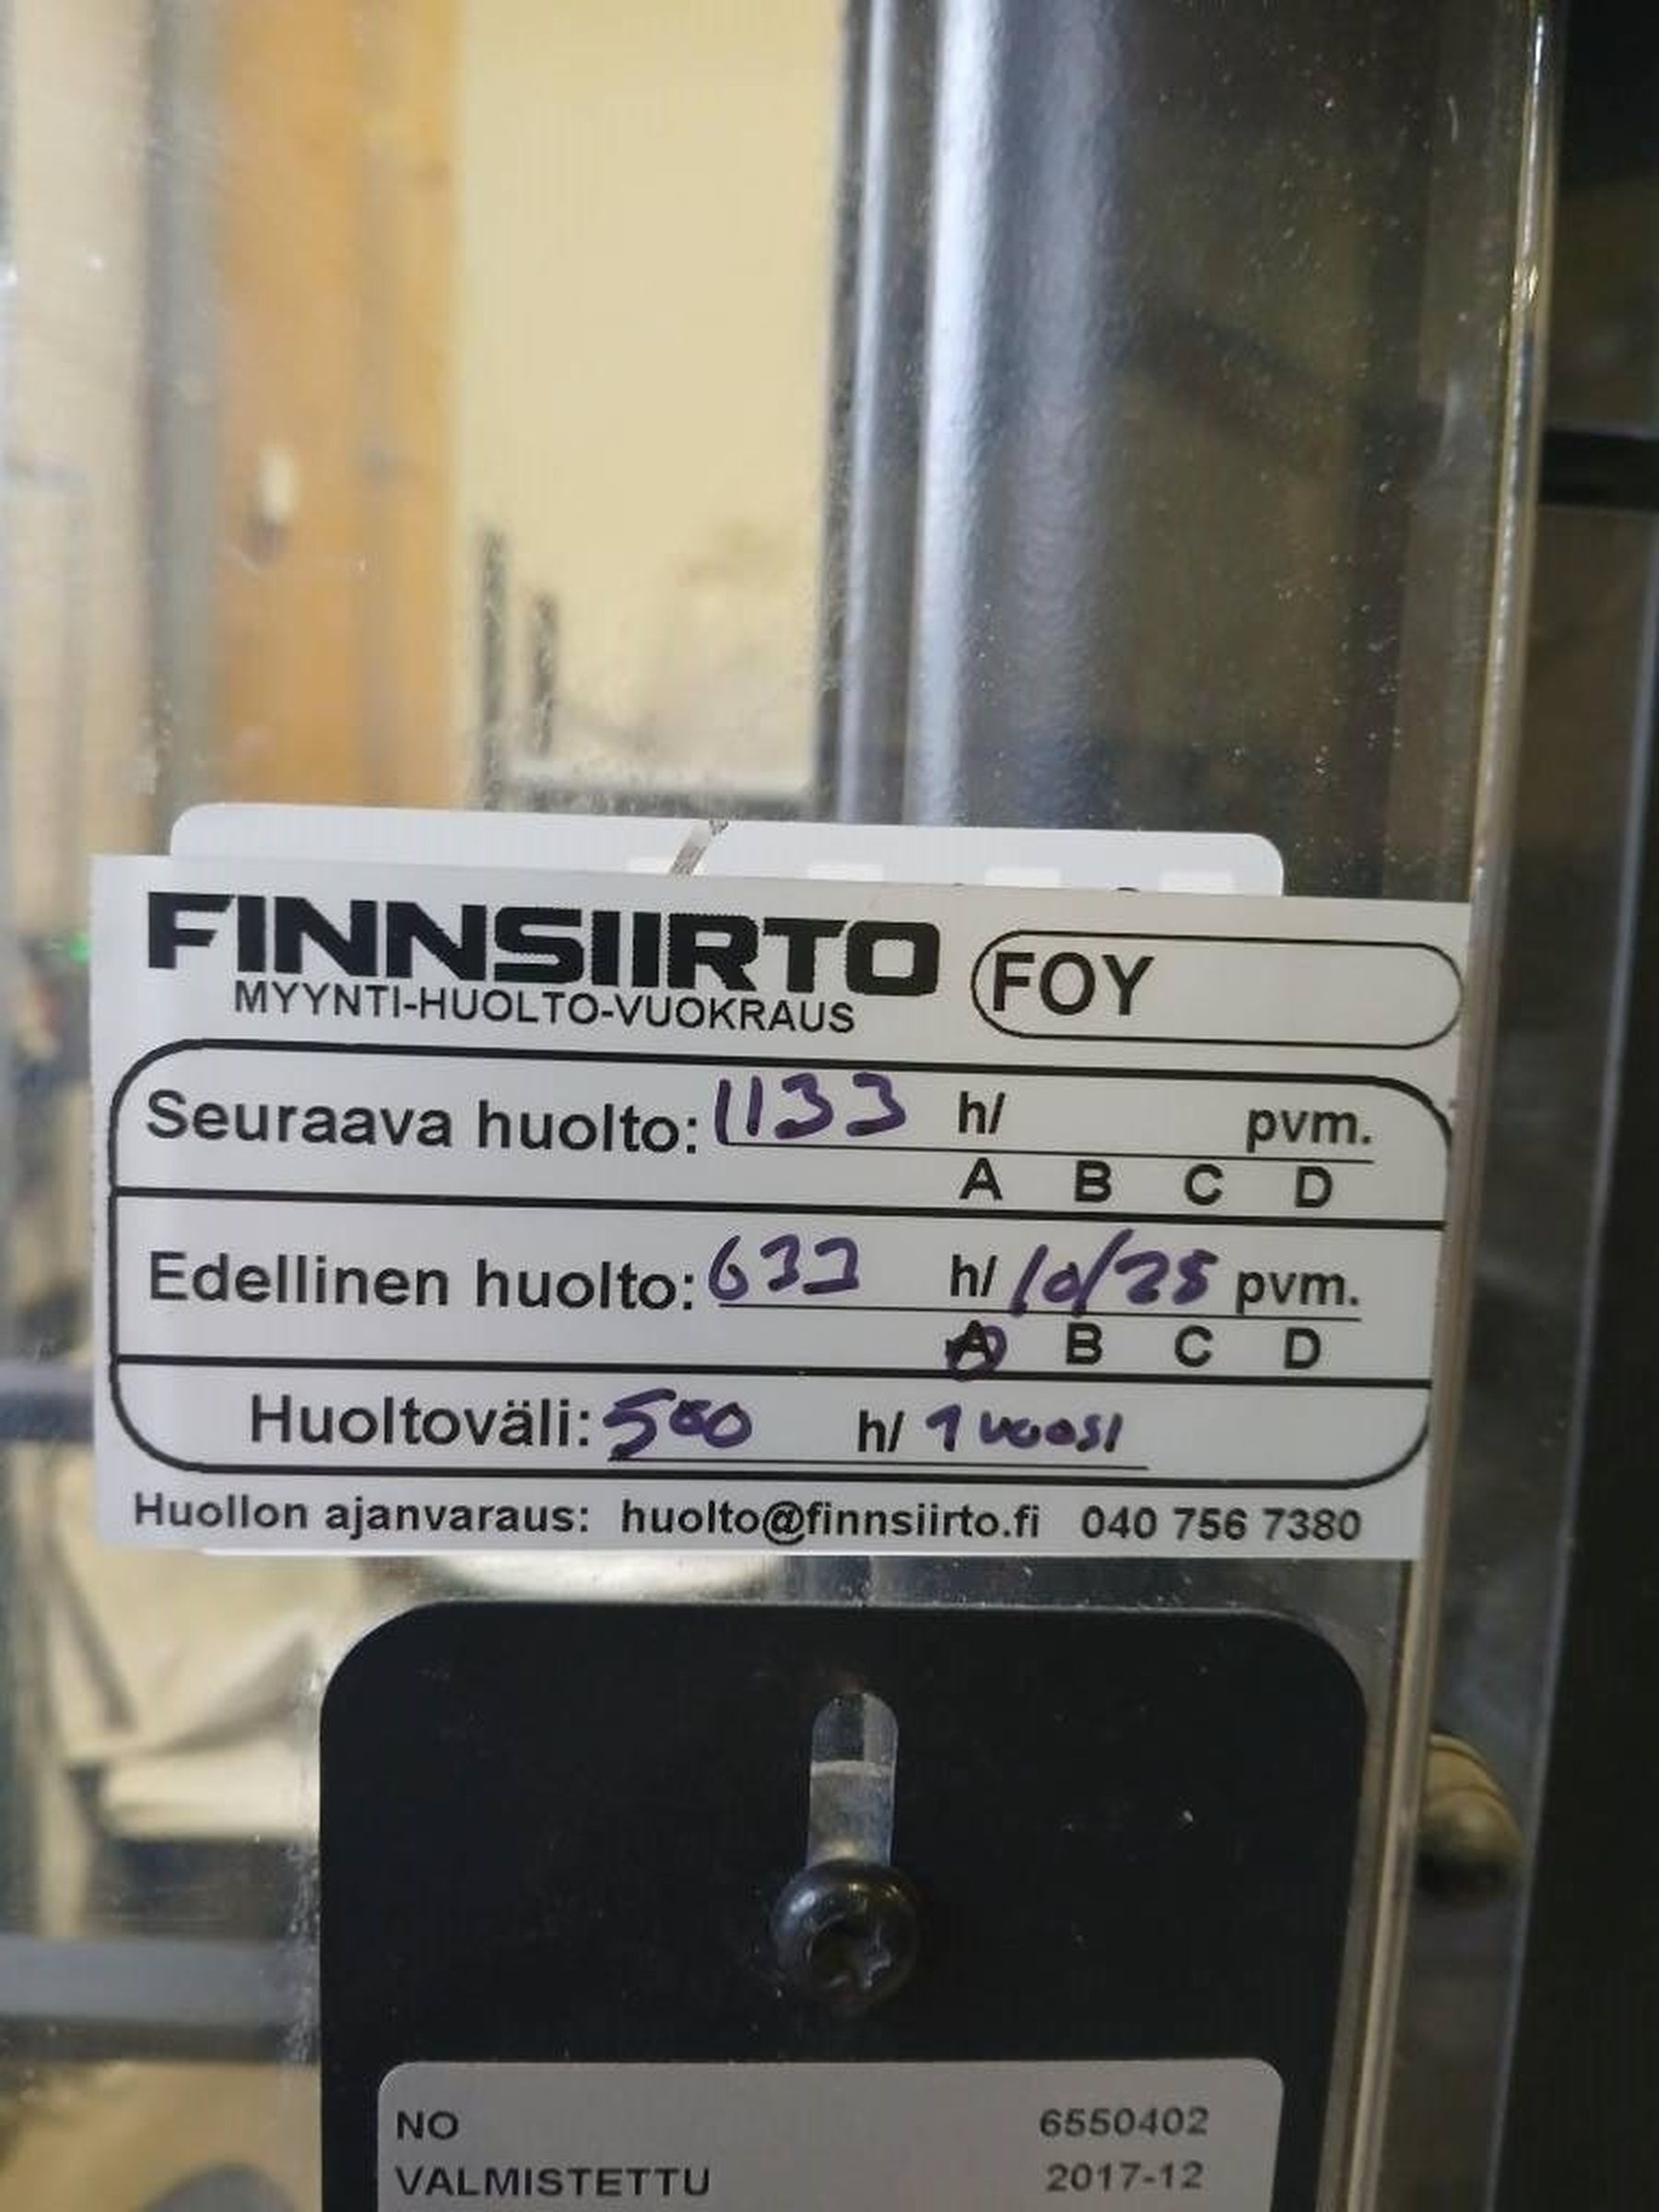 FINNSIIRTO
MYYNTI-HUOLTO-VUOKRAUS
FOY
Seuraava huolto: 1133 h/ pvm.
A B C D
Edellinen huolto: 633 h/ 10/25 pvm.
A B C D
Huoltoväli: 500 h/ 1 vuosi
Huollon ajanvaraus: huolto@finnsiirto.fi 040 756 7380
NO 6550402
VALMISTETTU 2017-12